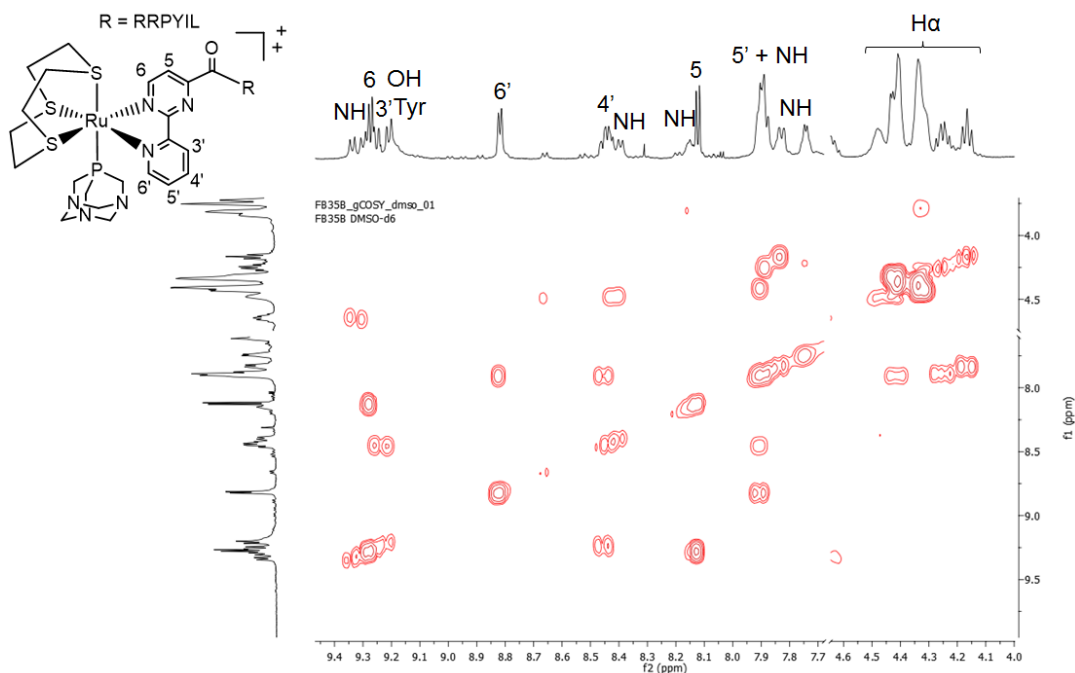 R = RRPYIL
+
+
O
R
6
5
S
S
S
N
N
N
Ru
N
P
N
N
N
3'
4'
5'
6'
NH
6
OH
3'
Tyr
6'
4'
NH
NH
5
5' + NH
NH
Hα
FB35B_gCOSY_dmso_01
FB35B DMSO-d6
4.0
4.5
8.0
8.5
9.0
9.5
f1 (ppm)
9.4 9.3 9.2 9.1 9.0 8.9 8.8 8.7 8.6 8.5 8.4 8.3 8.2 8.1 8.0 7.9 7.8 7.7 4.6 4.5 4.4 4.3 4.2 4.1 4.0
f2 (ppm)